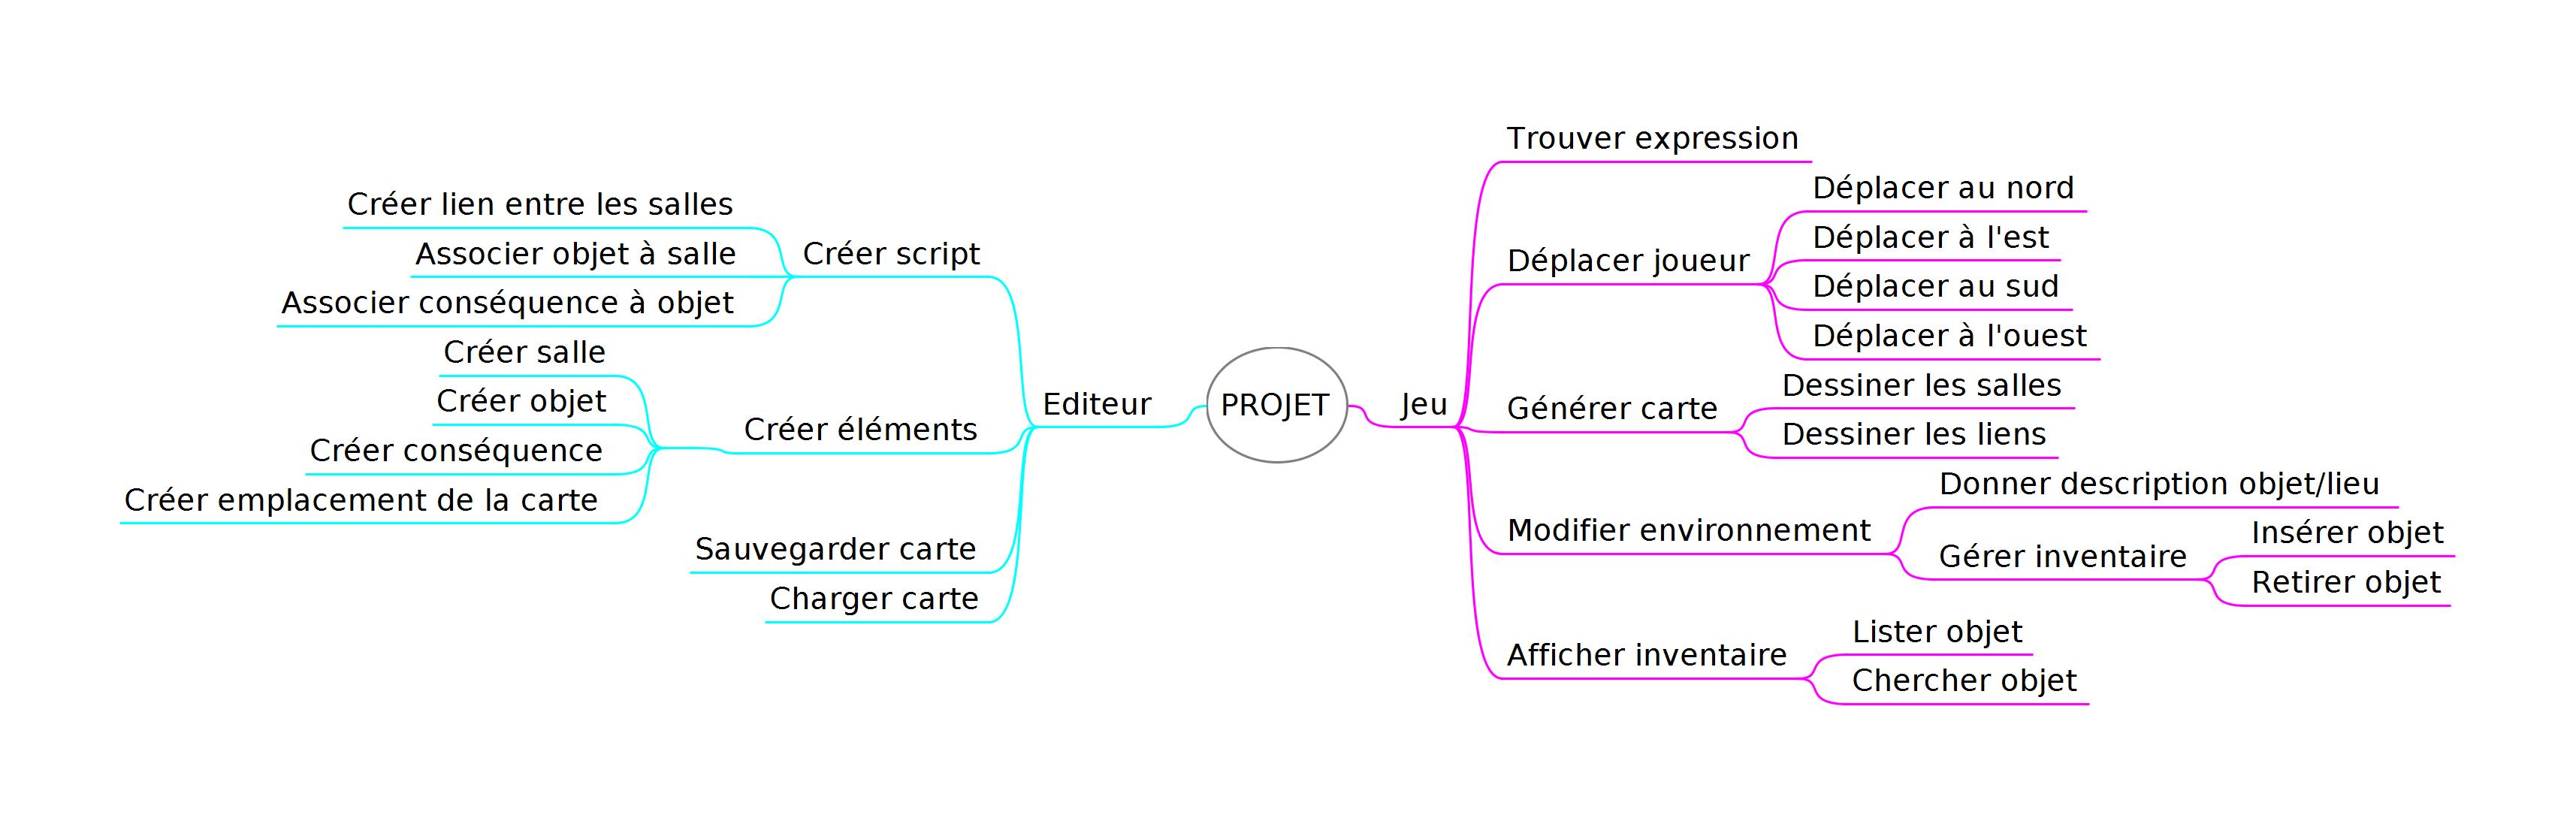 PROJET
Editeur
Créer script
Créer lien entre les salles
Associer objet à salle
Associer conséquence à objet
Créer éléments
Créer salle
Créer objet
Créer conséquence
Créer emplacement de la carte
Sauvegarder carte
Charger carte
Jeu
Trouver expression
Déplacer joueur
Déplacer au nord
Déplacer à l'est
Déplacer au sud
Déplacer à l'ouest
Générer carte
Dessiner les salles
Dessiner les liens
Modifier environnement
Donner description objet/lieu
Gérer inventaire
Insérer objet
Retirer objet
Afficher inventaire
Lister objet
Chercher objet